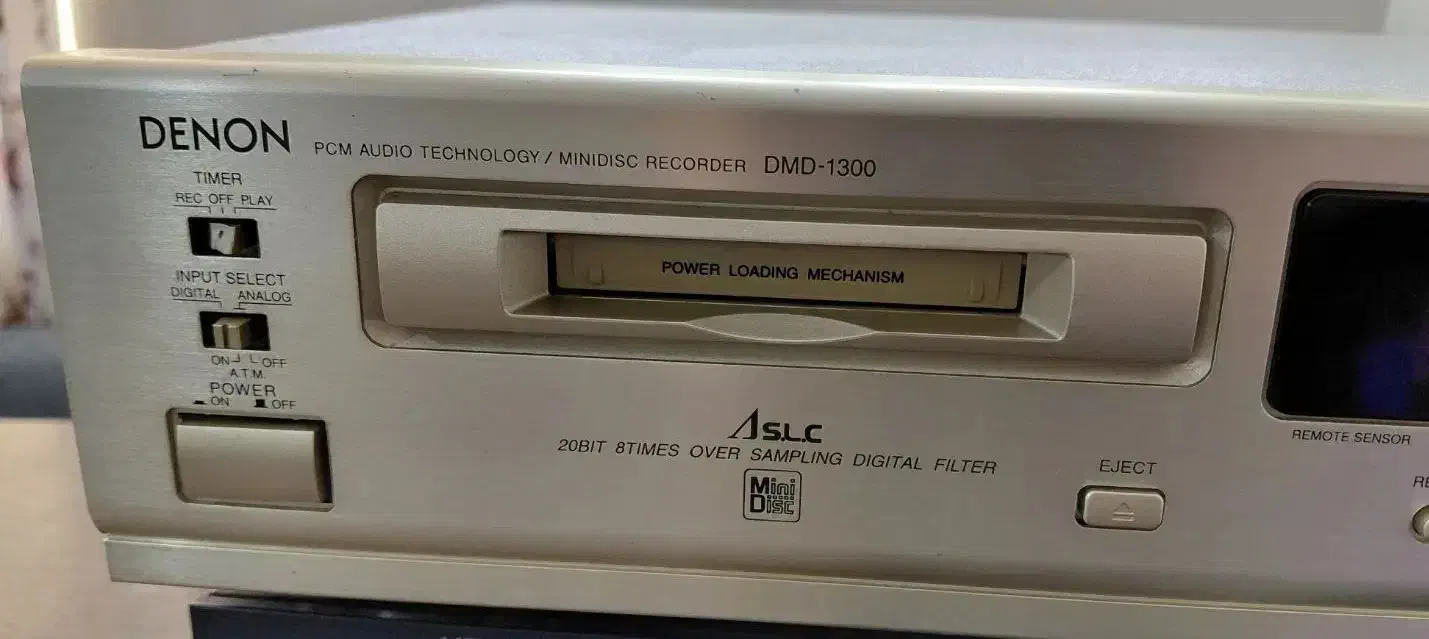 DENON PCM AUDIO TECHNOLOGY / MINIDISC RECORDER DMD-1300
TIMER
REC OFF PLAY
INPUT SELECT
DIGITAL ANALOG
ON OFF
A.T.M.
POWER
ON OFF
POWER LOADING MECHANISM
ΛS.L.C
20BIT 8TIMES OVER SAMPLING DIGITAL FILTER
Mini
Disc
EJECT
REMOTE SENSOR